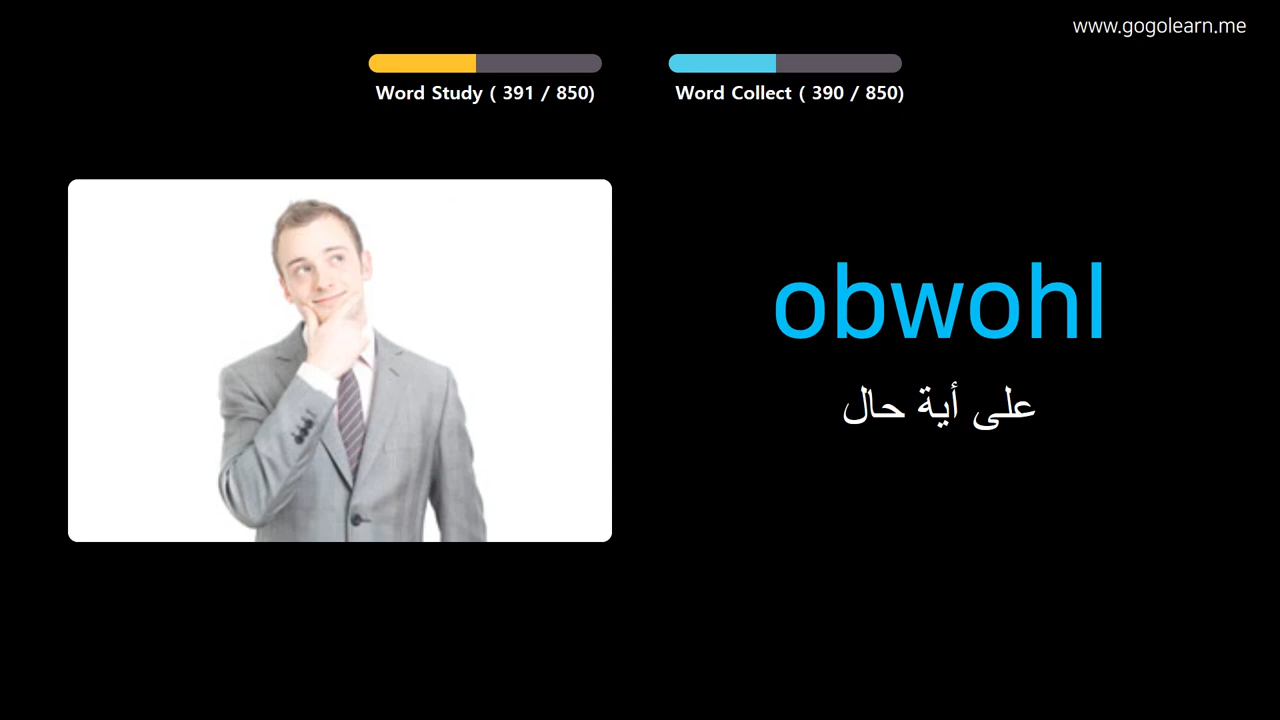 www.gogolearn.me
Word Study ( 391 / 850)
Word Collect ( 390 / 850)
obwohl
على أية حال